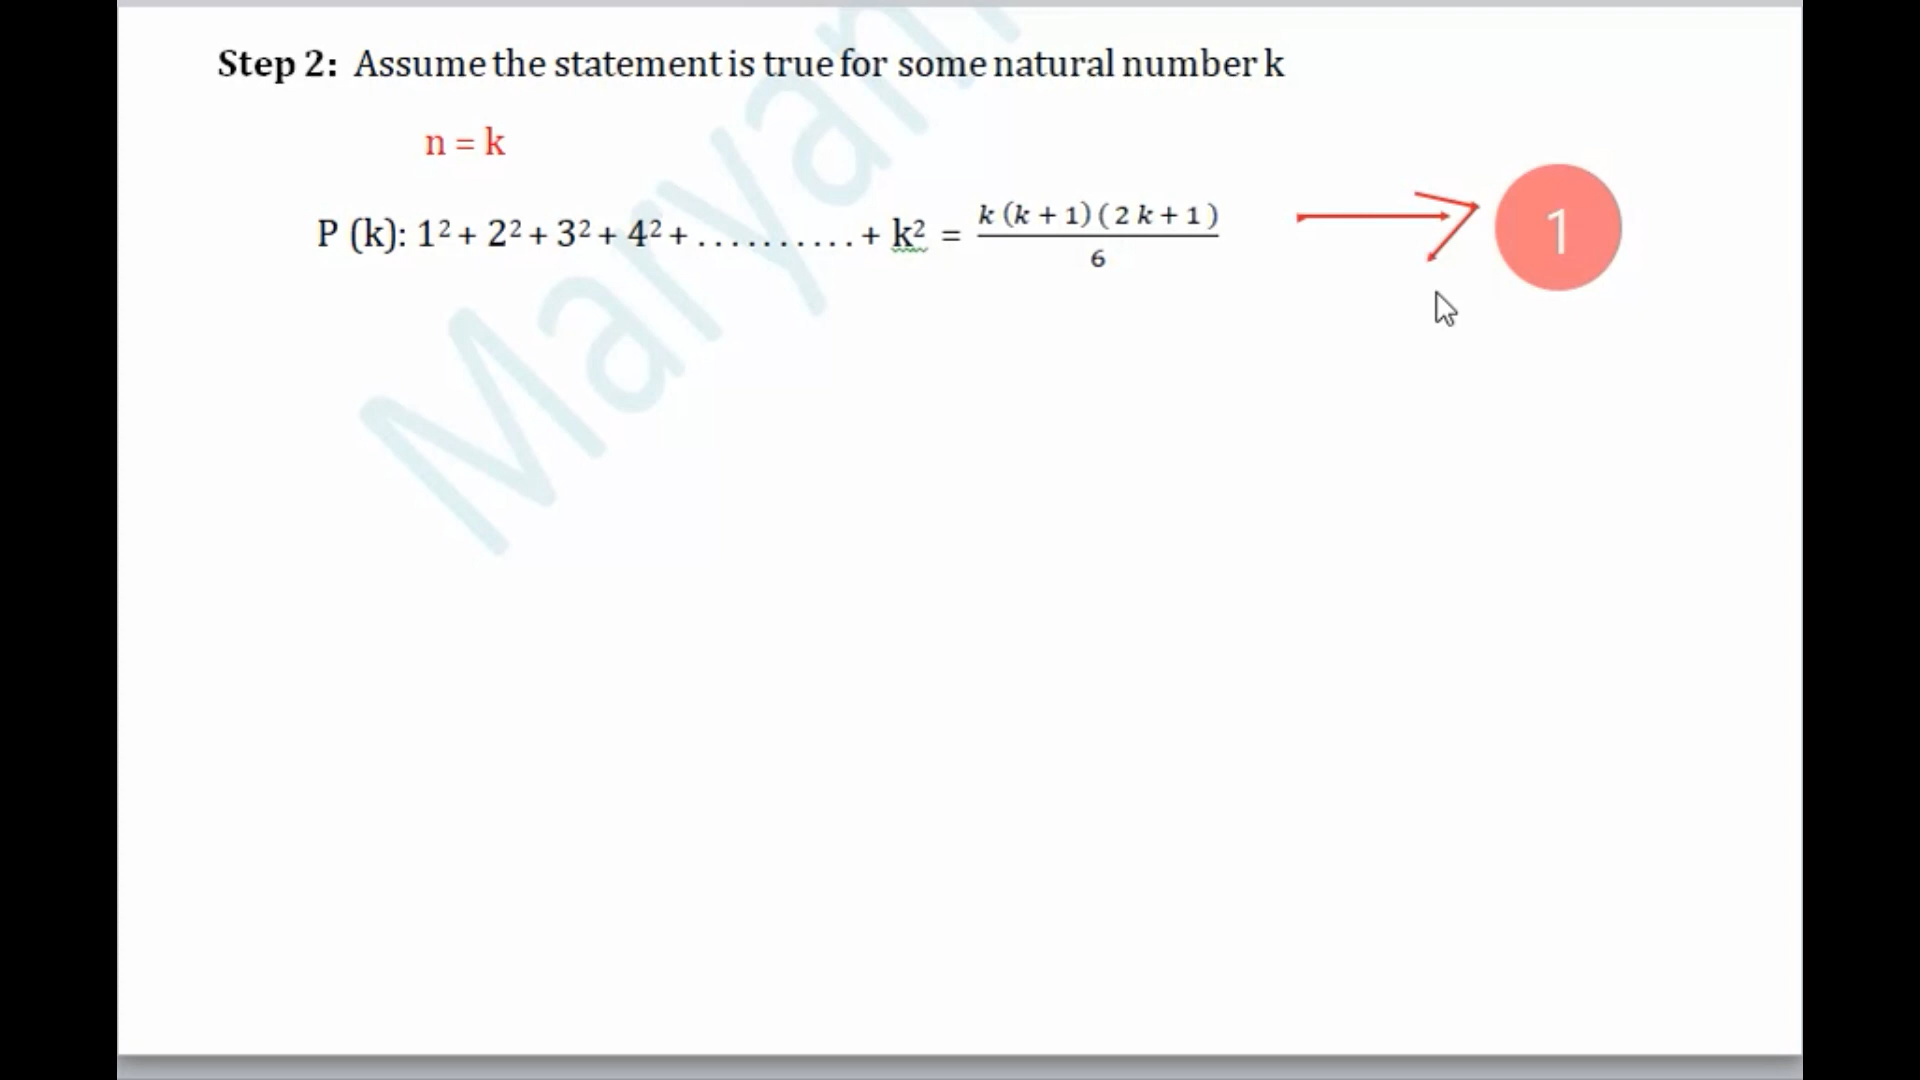 Step 2: Assume the statement is true for some natural number k
n = k
P (k): 1² + 2² + 3² + 4² + .......... + k² = k (k + 1) ( 2 k + 1 ) / 6
1
Maryam